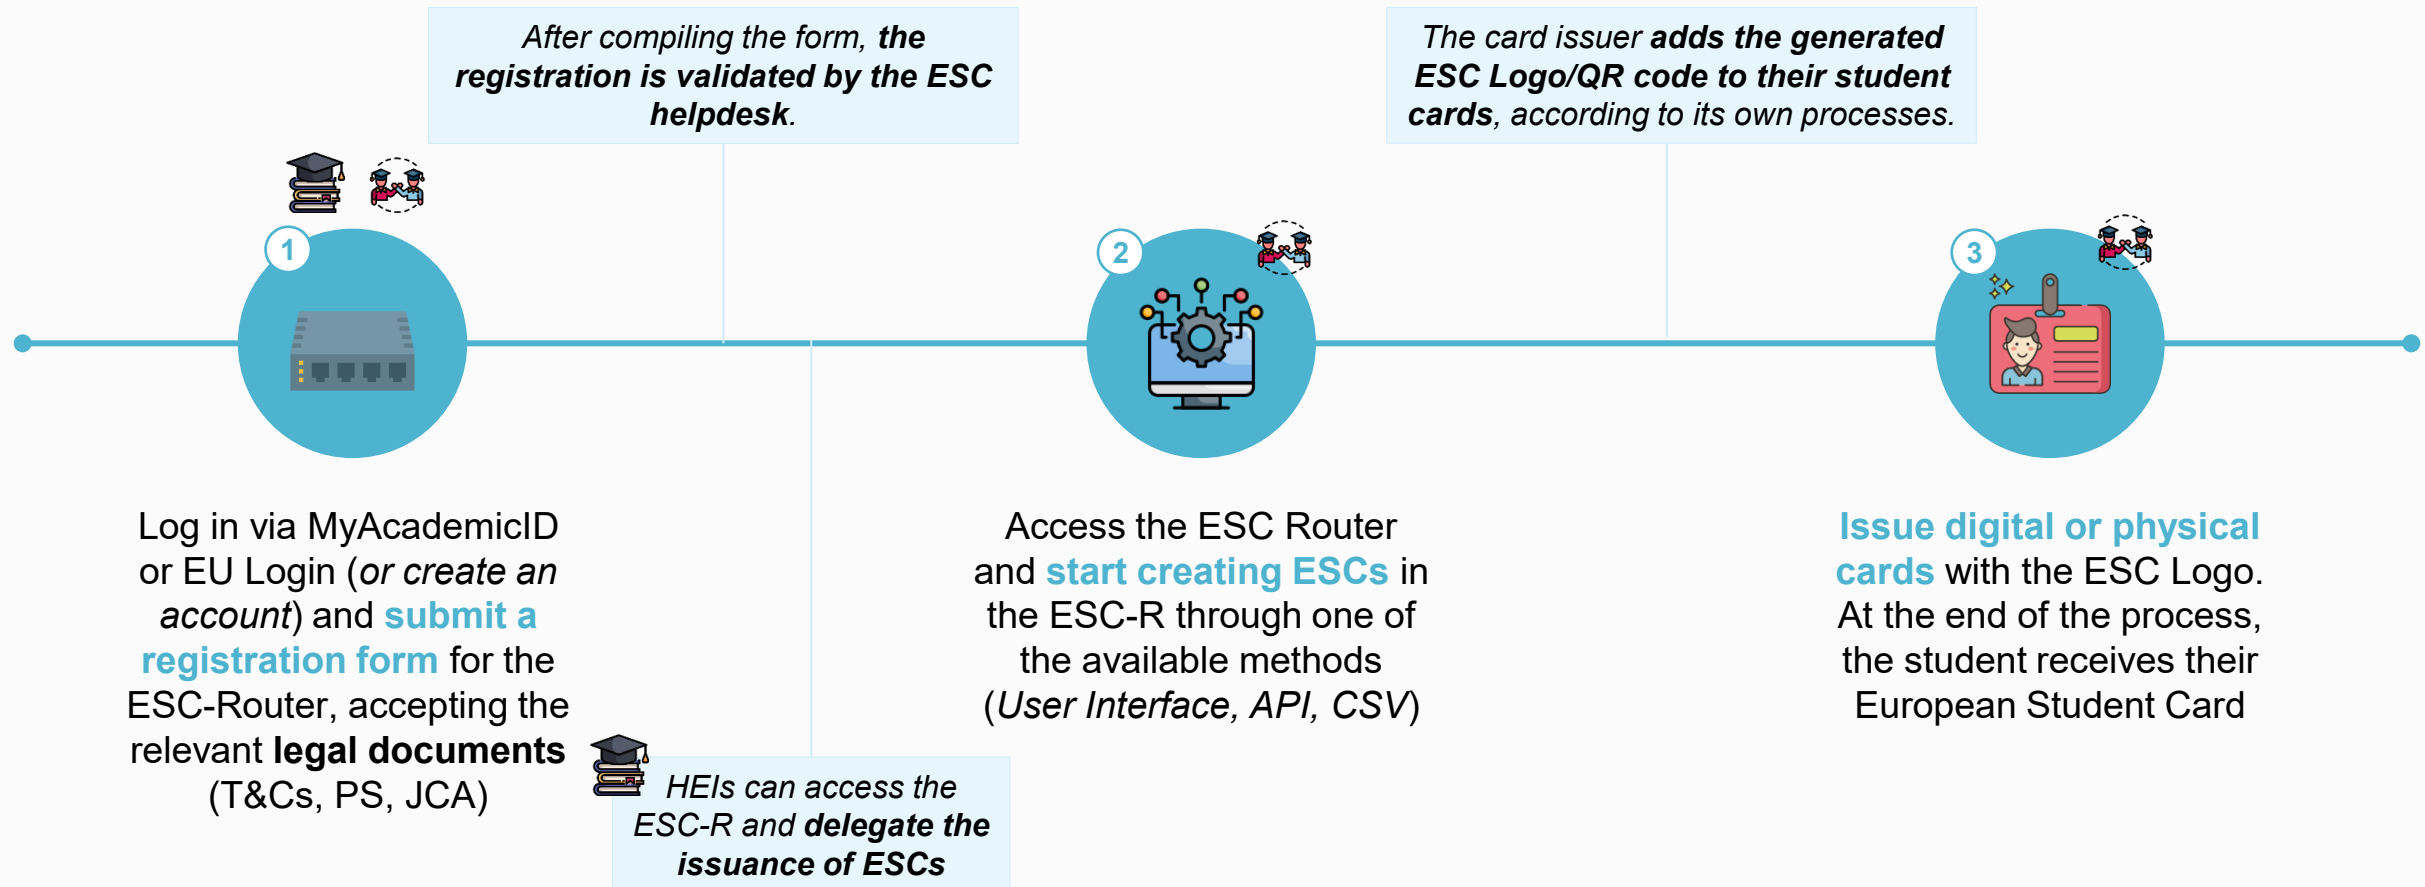 After compiling the form, the
registration is validated by the ESC
helpdesk.
The card issuer adds the generated
ESC Logo/QR code to their student
cards, according to its own processes.
1
2
3
Log in via MyAcademicID
or EU Login (or create an
account) and submit a
registration form for the
ESC-Router, accepting the
relevant legal documents
(T&Cs, PS, JCA)
HEIs can access the
ESC-R and delegate the
issuance of ESCs
Access the ESC Router
and start creating ESCs in
the ESC-R through one of
the available methods
(User Interface, API, CSV)
Issue digital or physical
cards with the ESC Logo.
At the end of the process,
the student receives their
European Student Card